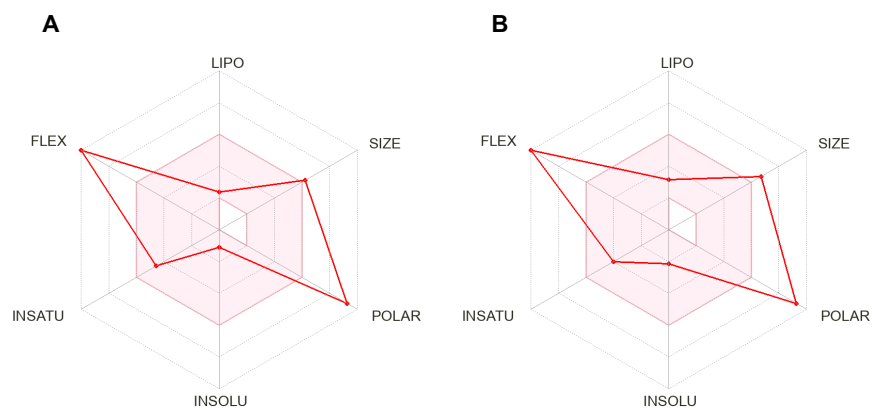 A
LIPO
FLEX
SIZE
INSATU
POLAR
INSOLU
B
LIPO
FLEX
SIZE
INSATU
POLAR
INSOLU